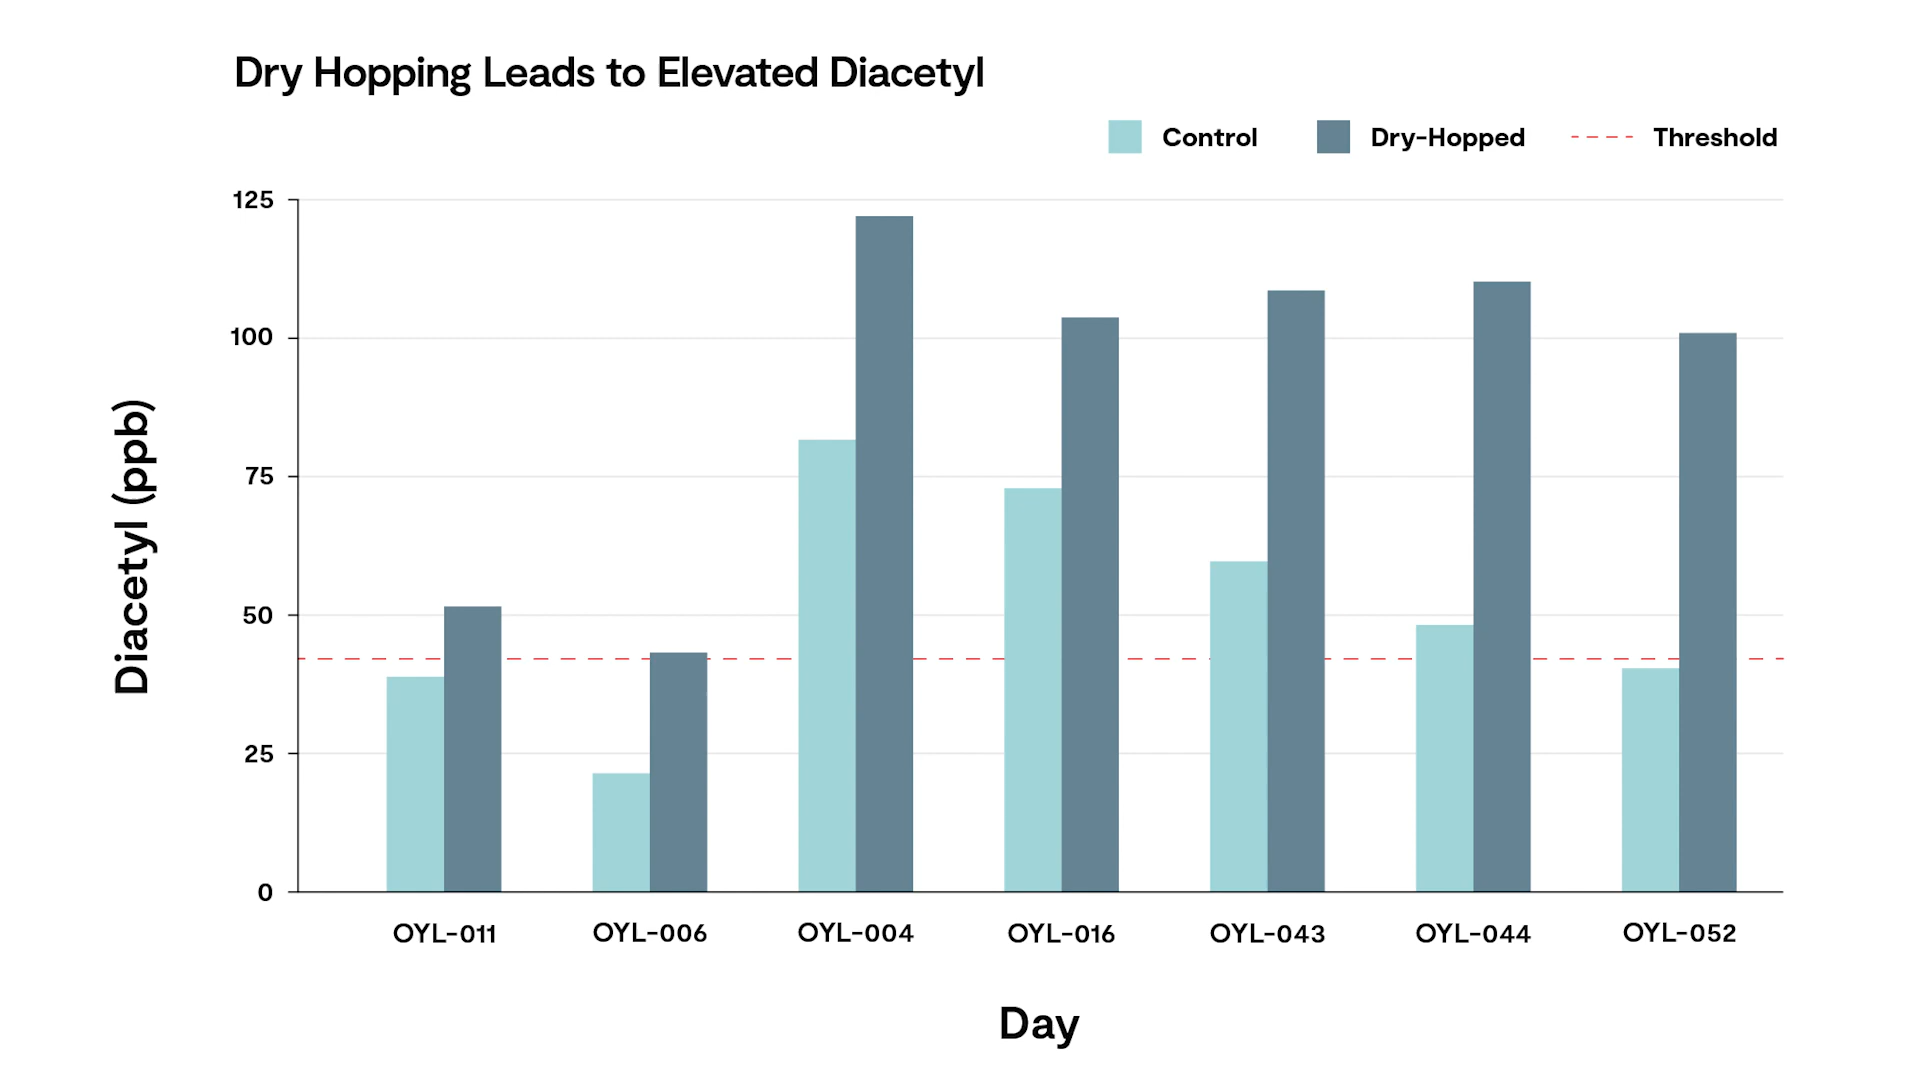 Dry Hopping Leads to Elevated Diacetyl
Control
Dry-Hopped
Threshold
125
100
75
50
25
0
Diacetyl (ppb)
OYL-011
OYL-006
OYL-004
OYL-016
OYL-043
OYL-044
OYL-052
Day